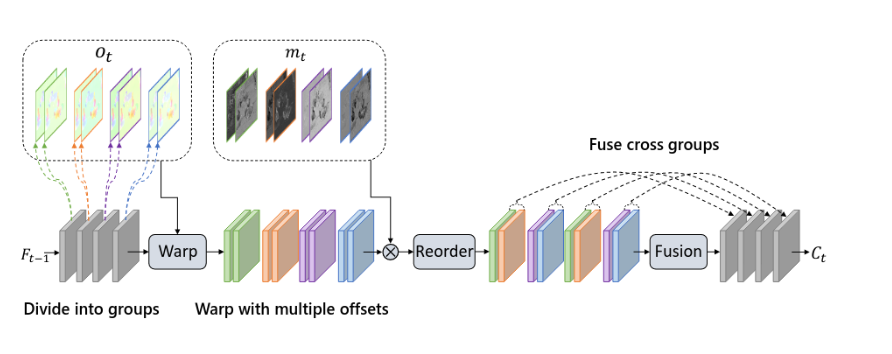 o_t
m_t
Fuse cross groups
F_{t-1}
Warp
⊗
Reorder
Fusion
C_t
Divide into groups
Warp with multiple offsets